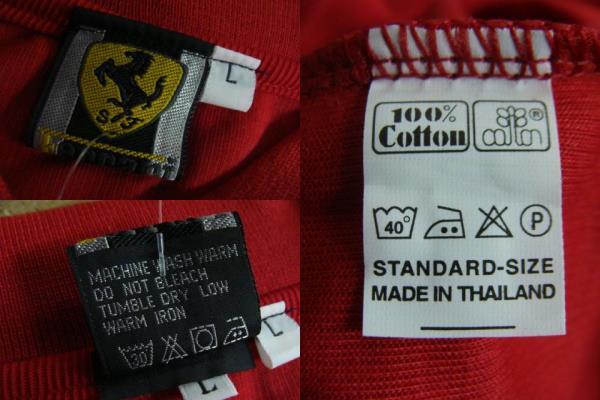 S F
L
MACHINE WASH WARM
DO NOT BLEACH
TUMBLE DRY LOW
WARM IRON
30
L
L
100%
Cotton
®
40°
P
STANDARD-SIZE
MADE IN THAILAND